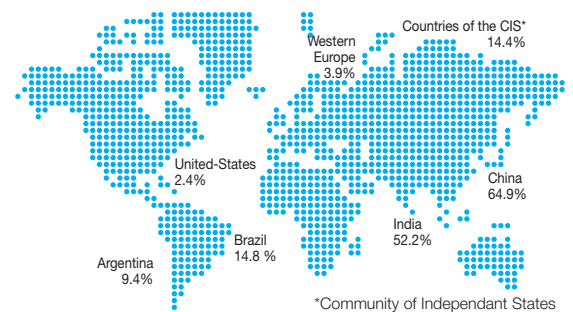 Countries of the CIS*
14.4%
Western
Europe
3.9%
United-States
2.4%
China
64.9%
India
52.2%
Brazil
14.8 %
Argentina
9.4%
*Community of Independant States